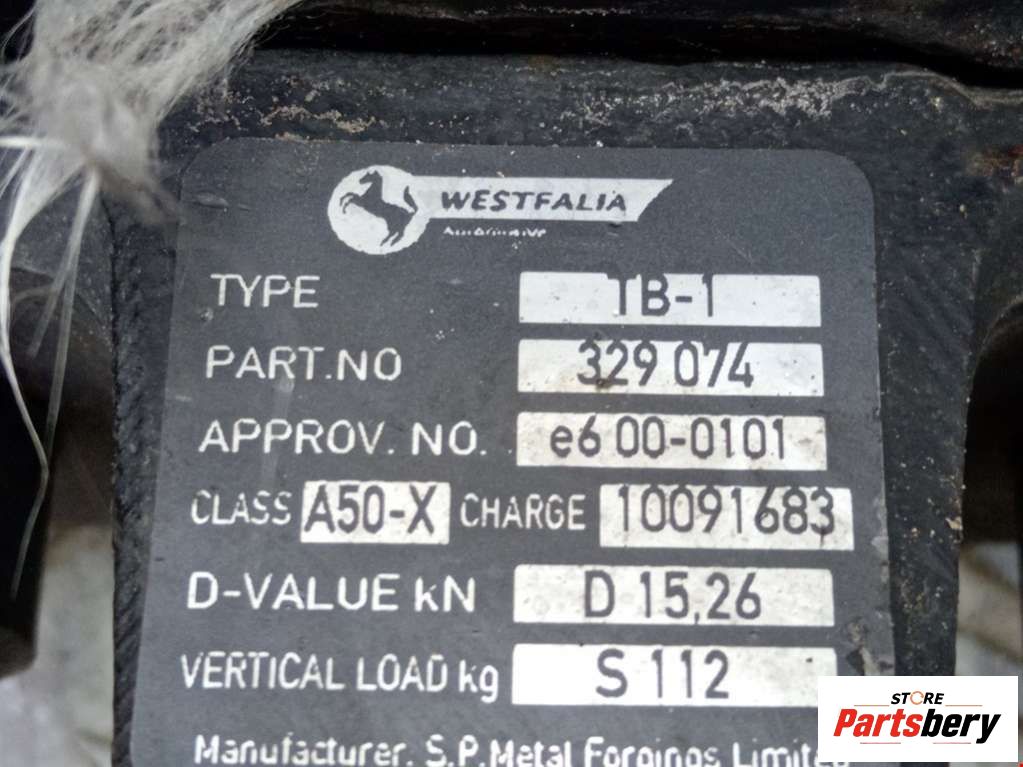 WESTFALIA
Automotive
TYPE TB-1
PART.NO 329 074
APPROV. NO. e6 00-0101
CLASS A50-X CHARGE 10091683
D-VALUE kN D 15,26
VERTICAL LOAD kg S 112
Manufacturer. S.P. Metal Forgings Limited
STORE
Partsbery